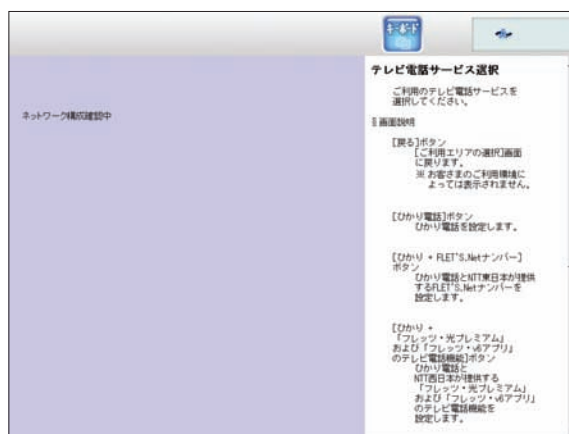 キーボード
ネットワーク構成確認中
テレビ電話サービス選択
ご利用のテレビ電話サービスを
選択してください。
画面説明
[戻る]ボタン
[ご利用エリアの選択]画面
に戻ります。
※ お客さまのご利用環境に
よっては表示されません。
[ひかり電話]ボタン
ひかり電話を設定します。
[ひかり + FLET'S.Netナンバー]
ボタン
ひかり電話とNTT東日本が提供
するFLET'S.Netナンバーを
設定します。
[ひかり +
「フレッツ・光プレミアム」
および「フレッツ・v6アプリ」
のテレビ電話機能]ボタン
ひかり電話と
NTT西日本が提供する
「フレッツ・光プレミアム」
および「フレッツ・v6アプリ」
のテレビ電話機能を
設定します。